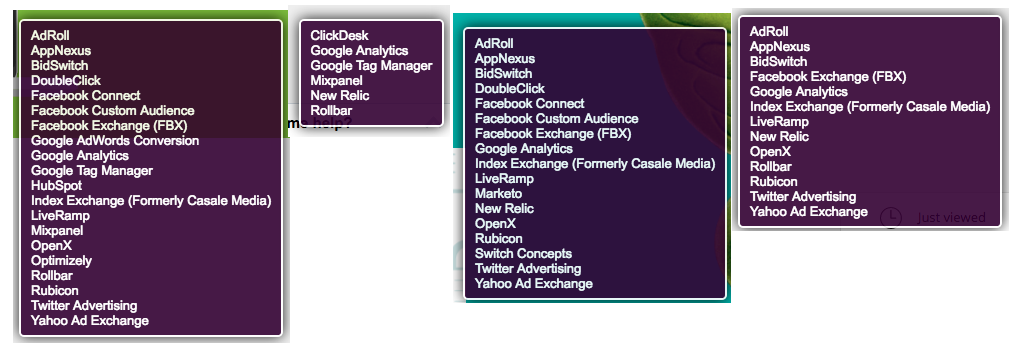 AdRoll
AppNexus
BidSwitch
DoubleClick
Facebook Connect
Facebook Custom Audience
Facebook Exchange (FBX)
Google AdWords Conversion
Google Analytics
Google Tag Manager
HubSpot
Index Exchange (Formerly Casale Media)
LiveRamp
Mixpanel
OpenX
Optimizely
Rollbar
Rubicon
Twitter Advertising
Yahoo Ad Exchange
ClickDesk
Google Analytics
Google Tag Manager
Mixpanel
New Relic
Rollbar
me help?
AdRoll
AppNexus
BidSwitch
DoubleClick
Facebook Connect
Facebook Custom Audience
Facebook Exchange (FBX)
Google Analytics
Index Exchange (Formerly Casale Media)
LiveRamp
Marketo
New Relic
OpenX
Rubicon
Switch Concepts
Twitter Advertising
Yahoo Ad Exchange
AdRoll
AppNexus
BidSwitch
Facebook Exchange (FBX)
Google Analytics
Index Exchange (Formerly Casale Media)
LiveRamp
New Relic
OpenX
Rollbar
Rubicon
Twitter Advertising
Yahoo Ad Exchange
Just viewed